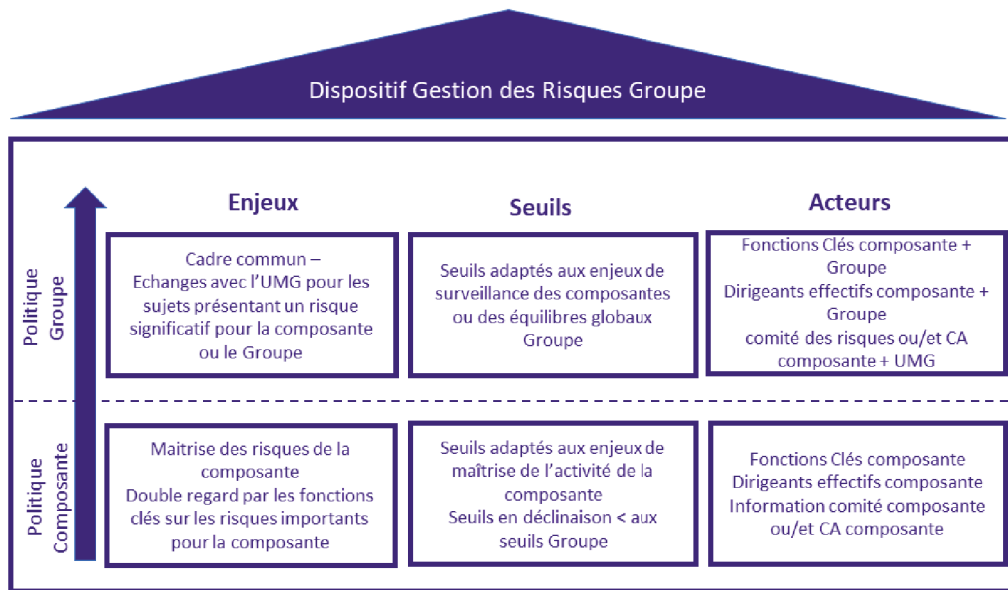 Dispositif Gestion des Risques Groupe
Enjeux
Seuils
Acteurs
Politique
Groupe
Cadre commun –
Echanges avec l'UMG pour les
sujets présentant un risque
significatif pour la composante
ou le Groupe
Seuils adaptés aux enjeux de
surveillance des composantes
ou des équilibres globaux
Groupe
Fonctions Clés composante +
Groupe
Dirigeants effectifs composante +
Groupe
comité des risques ou/et CA
composante + UMG
Politique
Composante
Maitrise des risques de la
composante
Double regard par les fonctions
clés sur les risques importants
pour la composante
Seuils adaptés aux enjeux de
maîtrise de l'activité de la
composante
Seuils en déclinaison < aux
seuils Groupe
Fonctions Clés composante
Dirigeants effectifs composante
Information comité composante
ou/et CA composante